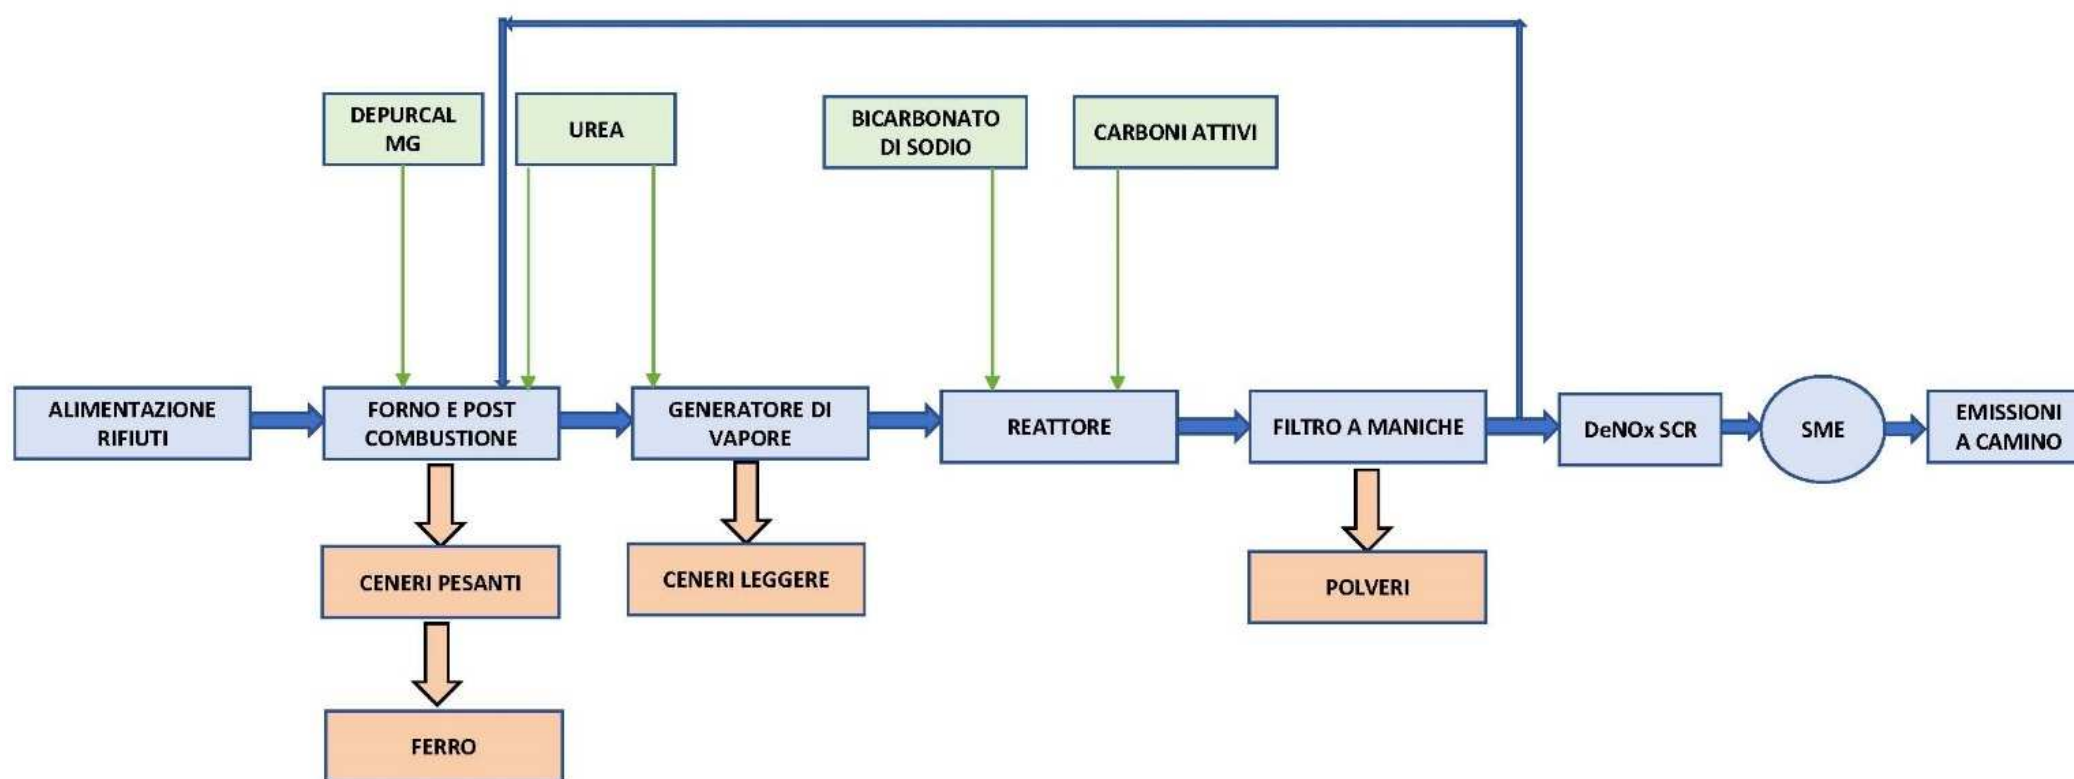 DEPURCAL
MG
UREA
BICARBONATO
DI SODIO
CARBONI ATTIVI
ALIMENTAZIONE
RIFIUTI
FORNO E POST
COMBUSTIONE
GENERATORE DI
VAPORE
REATTORE
FILTRO A MANICHE
DeNOx SCR
SME
EMISSIONI
A CAMINO
CENERI PESANTI
CENERI LEGGERE
POLVERI
FERRO